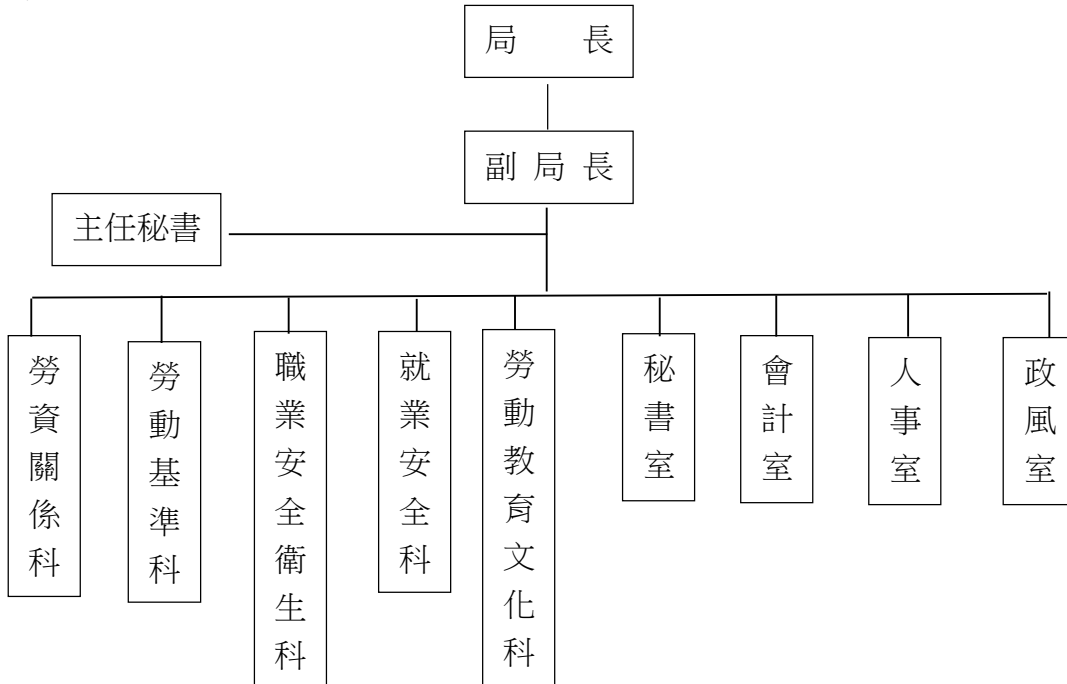 局　　長
副 局 長
主任秘書
勞資關係科
勞動基準科
職業安全衛生科
就業安全科
勞動教育文化科
秘書室
會計室
人事室
政風室